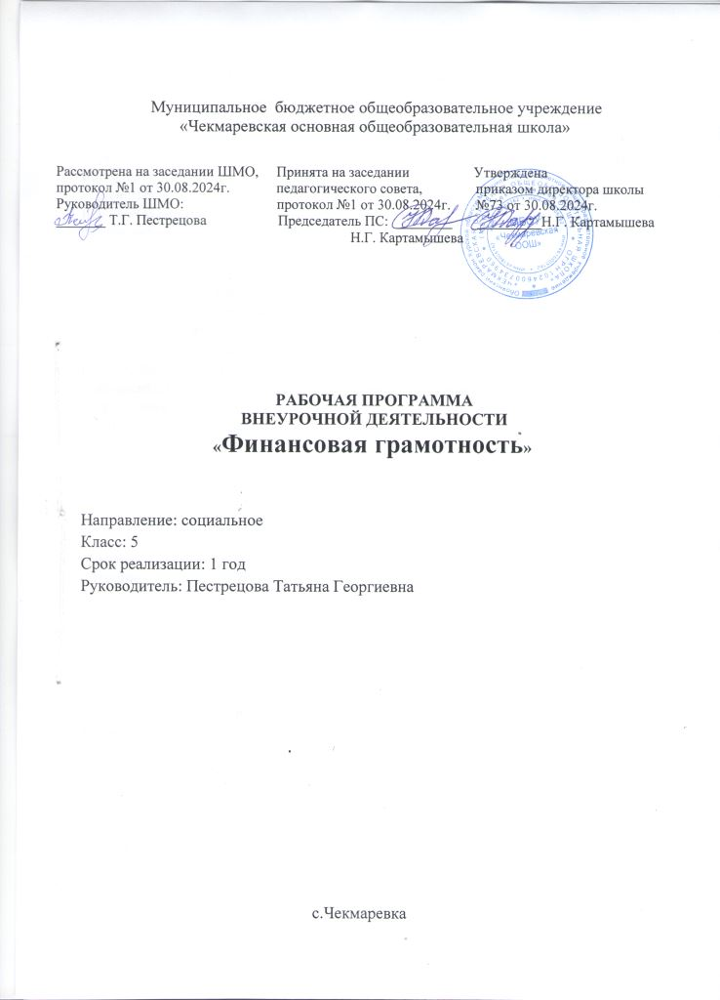 Муниципальное бюджетное общеобразовательное учреждение
«Чекмаревская основная общеобразовательная школа»
Рассмотрена на заседании ШМО,
протокол №1 от 30.08.2024г.
Руководитель ШМО:
Т.Г. Пестрецова
Принята на заседании
педагогического совета,
протокол №1 от 30.08.2024г.
Председатель ПС:
Н.Г. Картамышева
Утверждена
приказом директора школы
№73 от 30.08.2024г.
Н.Г. Картамышева
«Чекмаревская
ООШ»
РАБОЧАЯ ПРОГРАММА
ВНЕУРОЧНОЙ ДЕЯТЕЛЬНОСТИ
«Финансовая грамотность»
Направление: социальное
Класс: 5
Срок реализации: 1 год
Руководитель: Пестрецова Татьяна Георгиевна
с.Чекмаревка